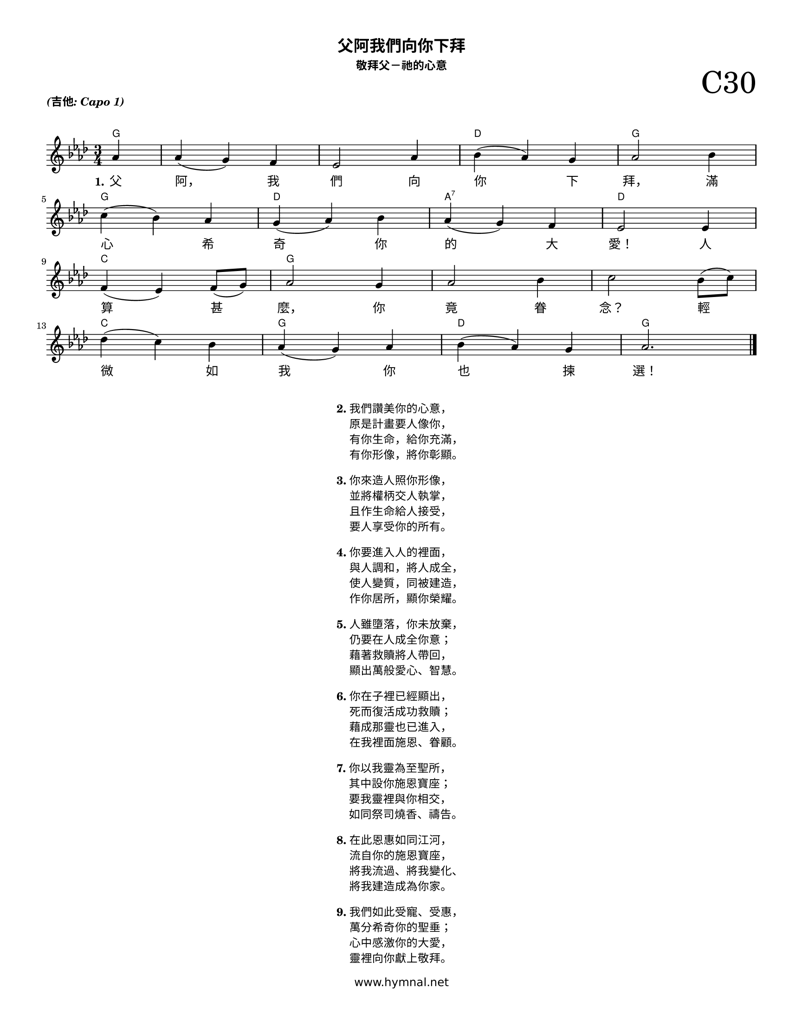 父阿我們向你下拜
敬拜父－祂的心意
C30
(吉他: Capo 1)
G D G
1. 父 阿， 我 們 向 你 下 拜， 滿
5 G D A7 D
心 希 奇 你 的 大 愛！ 人
9 C G
算 甚 麼， 你 竟 眷 念？ 輕
13 C G D G
微 如 我 你 也 揀 選！
2. 我們讚美你的心意，
原是計畫要人像你，
有你生命，給你充滿，
有你形像，將你彰顯。
3. 你來造人照你形像，
並將權柄交人執掌，
且作生命給人接受，
要人享受你的所有。
4. 你要進入人的裡面，
與人調和，將人成全，
使人變質，同被建造，
作你居所，顯你榮耀。
5. 人雖墮落，你未放棄，
仍要在人成全你意；
藉著救贖將人帶回，
顯出萬般愛心、智慧。
6. 你在子裡已經顯出，
死而復活成功救贖；
藉成那靈也已進入，
在我裡面施恩、眷顧。
7. 你以我靈為至聖所，
其中設你施恩寶座；
要我靈裡與你相交，
如同祭司燒香、禱告。
8. 在此恩惠如同江河，
流自你的施恩寶座，
將我流過、將我變化、
將我建造成為你家。
9. 我們如此受寵、受惠，
萬分希奇你的聖垂；
心中感激你的大愛，
靈裡向你獻上敬拜。
www.hymnal.net